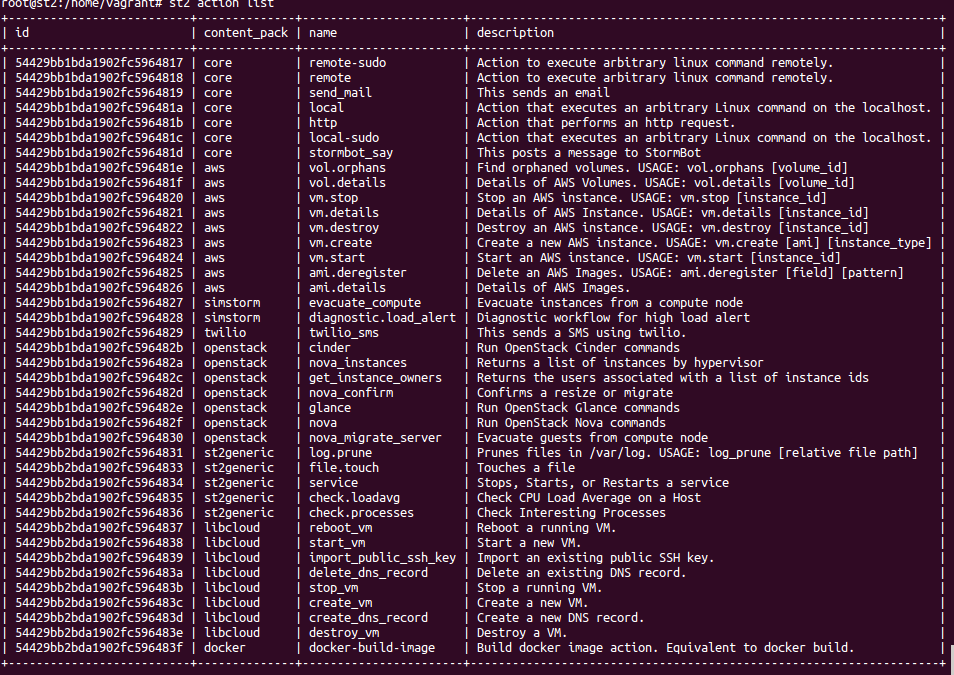 root@st2:/home/vagrant# st2 action list
+--------------------------+--------------+----------------------+------------------------------------------------------------------+
| id | content_pack | name | description |
+--------------------------+--------------+----------------------+------------------------------------------------------------------+
| 54429bb1bda1902fc5964817 | core | remote-sudo | Action to execute arbitrary linux command remotely. |
| 54429bb1bda1902fc5964818 | core | remote | Action to execute arbitrary linux command remotely. |
| 54429bb1bda1902fc5964819 | core | send_mail | This sends an email |
| 54429bb1bda1902fc596481a | core | local | Action that executes an arbitrary Linux command on the localhost. |
| 54429bb1bda1902fc596481b | core | http | Action that performs an http request. |
| 54429bb1bda1902fc596481c | core | local-sudo | Action that executes an arbitrary Linux command on the localhost. |
| 54429bb1bda1902fc596481d | core | stormbot_say | This posts a message to StormBot |
| 54429bb1bda1902fc596481e | aws | vol.orphans | Find orphaned volumes. USAGE: vol.orphans [volume_id] |
| 54429bb1bda1902fc596481f | aws | vol.details | Details of AWS Volumes. USAGE: vol.details [volume_id] |
| 54429bb1bda1902fc5964820 | aws | vm.stop | Stop an AWS instance. USAGE: vm.stop [instance_id] |
| 54429bb1bda1902fc5964821 | aws | vm.details | Details of AWS Instance. USAGE: vm.details [instance_id] |
| 54429bb1bda1902fc5964822 | aws | vm.destroy | Destroy an AWS instance. USAGE: vm.destroy [instance_id] |
| 54429bb1bda1902fc5964823 | aws | vm.create | Create a new AWS instance. USAGE: vm.create [ami] [instance_type] |
| 54429bb1bda1902fc5964824 | aws | vm.start | Start an AWS instance. USAGE: vm.start [instance_id] |
| 54429bb1bda1902fc5964825 | aws | ami.deregister | Delete an AWS Images. USAGE: ami.deregister [field] [pattern] |
| 54429bb1bda1902fc5964826 | aws | ami.details | Details of AWS Images. |
| 54429bb1bda1902fc5964827 | simstorm | evacuate_compute | Evacuate instances from a compute node |
| 54429bb1bda1902fc5964828 | simstorm | diagnostic.load_alert | Diagnostic workflow for high load alert |
| 54429bb1bda1902fc5964829 | twilio | twilio_sms | This sends a SMS using twilio. |
| 54429bb1bda1902fc596482b | openstack | cinder | Run OpenStack Cinder commands |
| 54429bb1bda1902fc596482a | openstack | nova_instances | Returns a list of instances by hypervisor |
| 54429bb1bda1902fc596482c | openstack | get_instance_owners | Returns the users associated with a list of instance ids |
| 54429bb1bda1902fc596482d | openstack | nova_confirm | Confirms a resize or migrate |
| 54429bb1bda1902fc596482e | openstack | glance | Run OpenStack Glance commands |
| 54429bb1bda1902fc596482f | openstack | nova | Run OpenStack Nova commands |
| 54429bb1bda1902fc5964830 | openstack | nova_migrate_server | Evacuate guests from compute node |
| 54429bb2bda1902fc5964831 | st2generic | log.prune | Prunes files in /var/log. USAGE: log_prune [relative file path] |
| 54429bb2bda1902fc5964833 | st2generic | file.touch | Touches a file |
| 54429bb2bda1902fc5964834 | st2generic | service | Stops, Starts, or Restarts a service |
| 54429bb2bda1902fc5964835 | st2generic | check.loadavg | Check CPU Load Average on a Host |
| 54429bb2bda1902fc5964836 | st2generic | check.processes | Check Interesting Processes |
| 54429bb2bda1902fc5964837 | libcloud | reboot_vm | Reboot a running VM. |
| 54429bb2bda1902fc5964838 | libcloud | start_vm | Start a new VM. |
| 54429bb2bda1902fc5964839 | libcloud | import_public_ssh_key | Import an existing public SSH key. |
| 54429bb2bda1902fc596483a | libcloud | delete_dns_record | Delete an existing DNS record. |
| 54429bb2bda1902fc596483b | libcloud | stop_vm | Stop a running VM. |
| 54429bb2bda1902fc596483c | libcloud | create_vm | Create a new VM. |
| 54429bb2bda1902fc596483d | libcloud | create_dns_record | Create a new DNS record. |
| 54429bb2bda1902fc596483e | libcloud | destroy_vm | Destroy a VM. |
| 54429bb2bda1902fc596483f | docker | docker-build-image | Build docker image action. Equivalent to docker build. |
+--------------------------+--------------+----------------------+------------------------------------------------------------------+